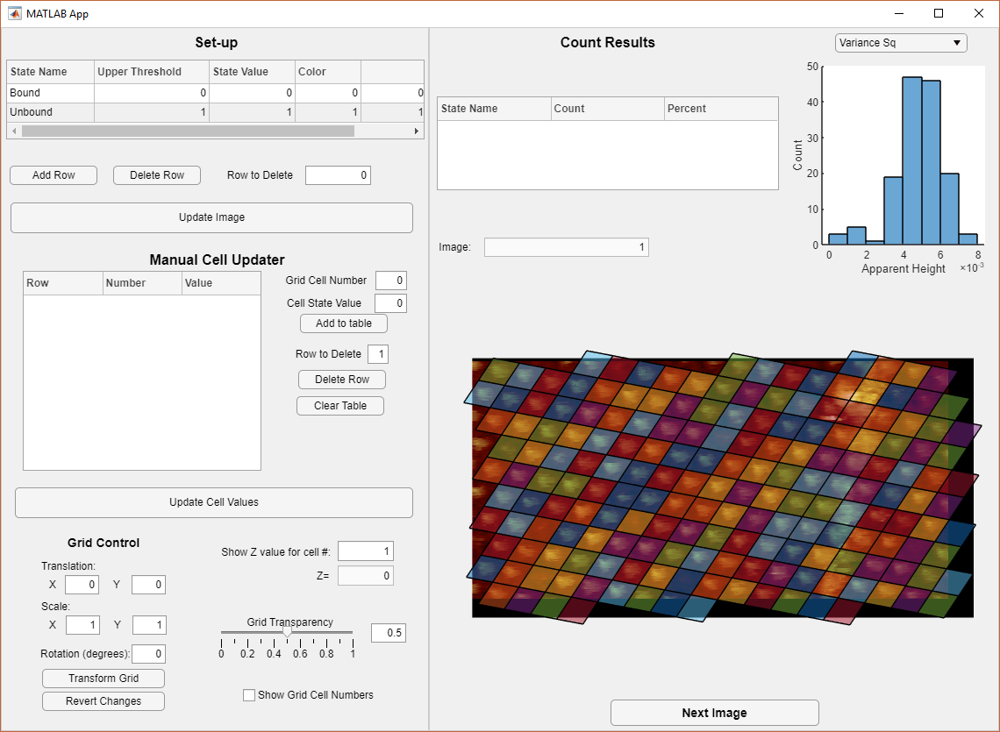 MATLAB App
Set-up
State Name Upper Threshold State Value Color
Bound 0 0 0 0
Unbound 1 1 1 1
Add Row Delete Row Row to Delete 0
Update Image
Manual Cell Updater
Row Number Value
Grid Cell Number 0
Cell State Value 0
Add to table
Row to Delete 1
Delete Row
Clear Table
Update Cell Values
Grid Control
Translation:
X 0 Y 0
Scale:
X 1 Y 1
Rotation (degrees): 0
Transform Grid
Revert Changes
Show Z value for cell #: 1
Z= 0
Grid Transparency
0.5
0 0.2 0.4 0.6 0.8 1
Show Grid Cell Numbers
Count Results
State Name Count Percent
Image: 1
Variance Sq
50
40
30
20
10
0
Count
0 2 4 6 8
Apparent Height ×10-3
Next Image